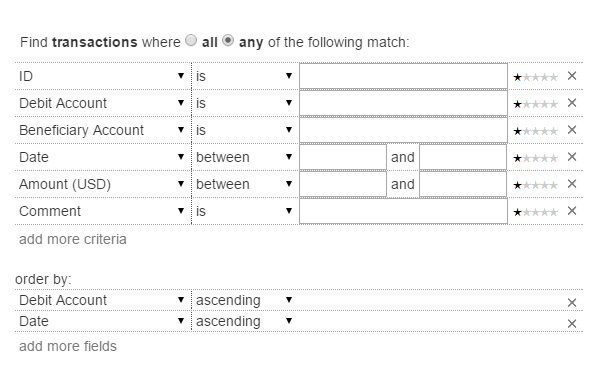 Find transactions where all any of the following match:
ID is
Debit Account is
Beneficiary Account is
Date between and
Amount (USD) between and
Comment is
add more criteria
order by:
Debit Account ascending
Date ascending
add more fields